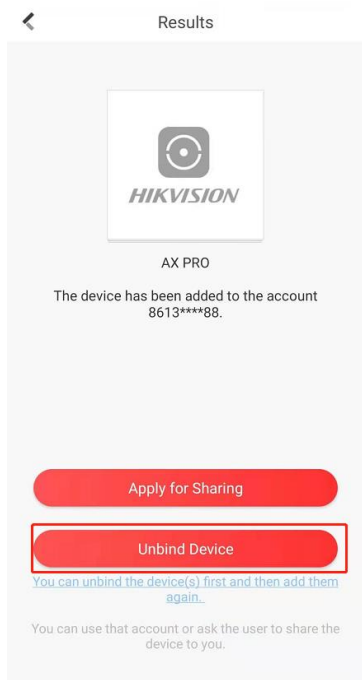 Results
HIKVISION
AX PRO
The device has been added to the account
8613****88.
Apply for Sharing
Unbind Device
You can unbind the device(s) first and then add them
again.
You can use that account or ask the user to share the
device to you.